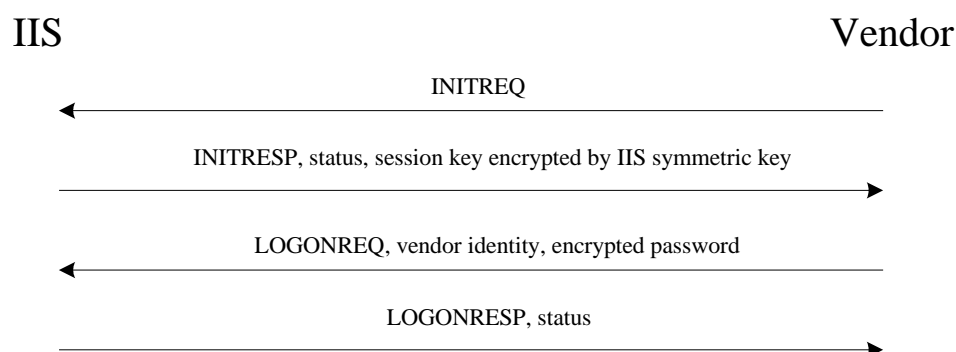 IIS
Vendor
INITREQ
INITRESP, status, session key encrypted by IIS symmetric key
LOGONREQ, vendor identity, encrypted password
LOGONRESP, status